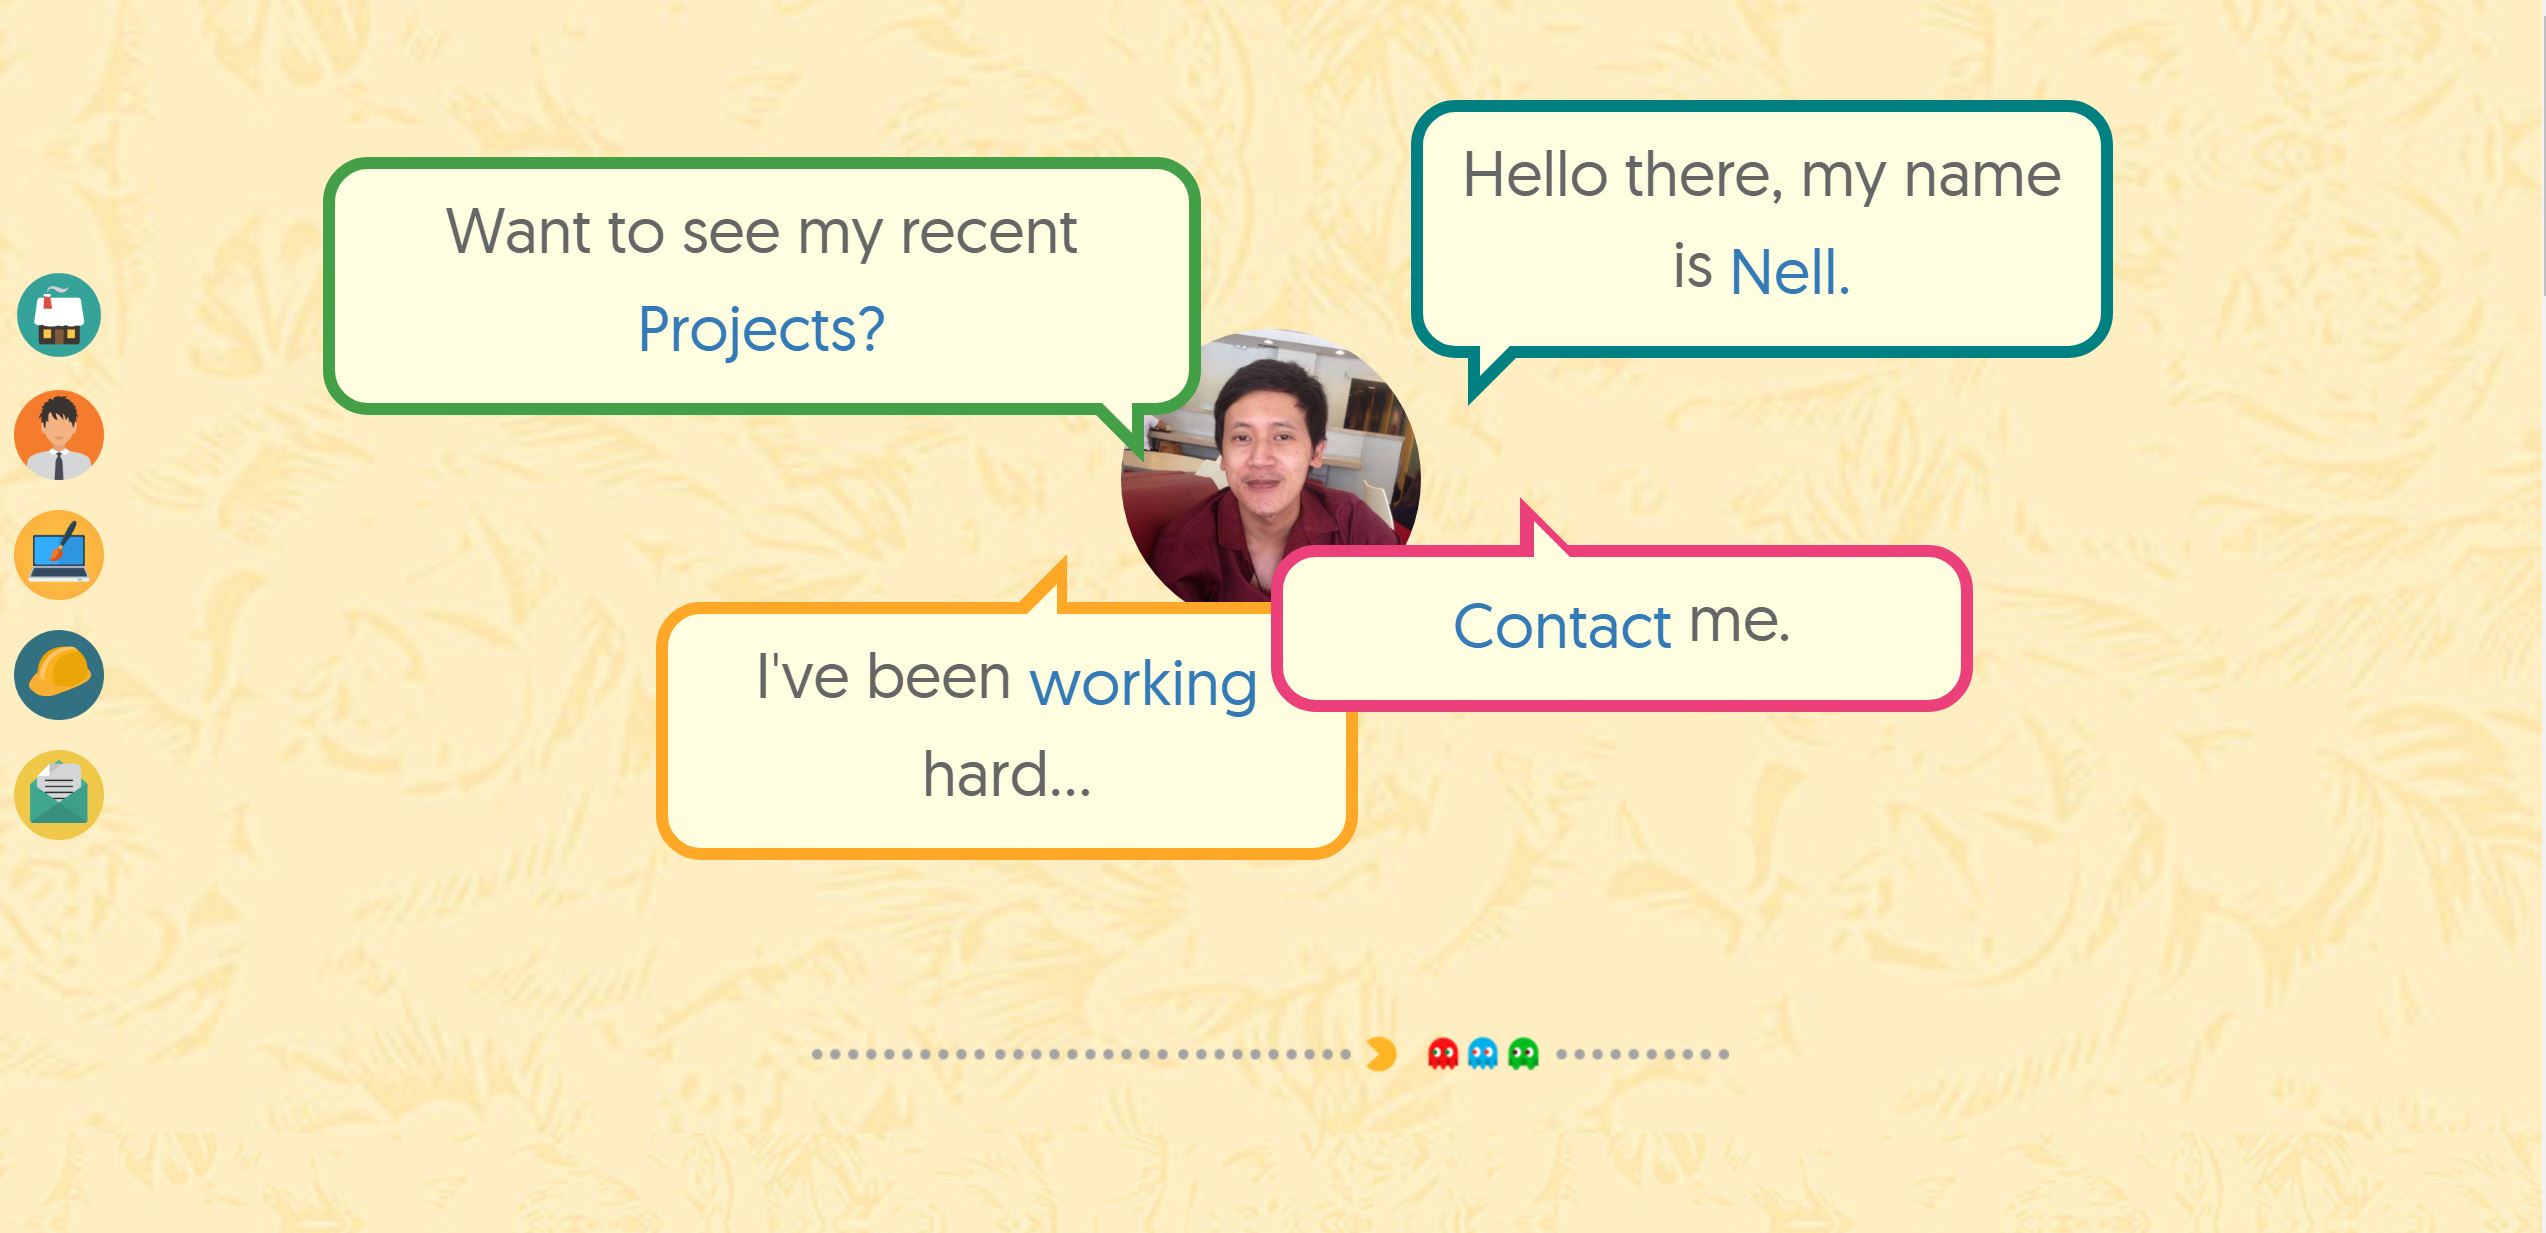 Want to see my recent
Projects?
Hello there, my name
is Nell.
I've been working
hard...
Contact me.